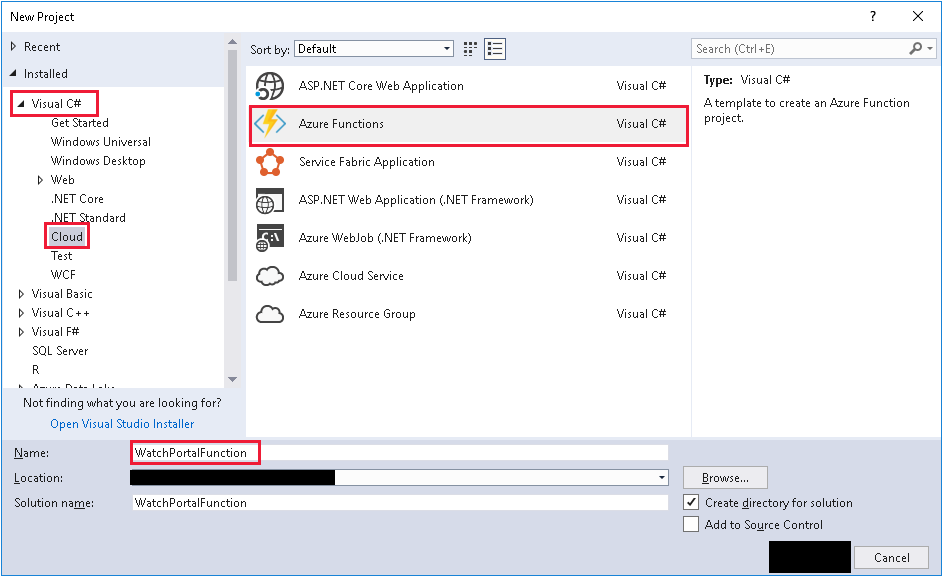 New Project
?
Recent
Installed
Visual C#
Get Started
Windows Universal
Windows Desktop
Web
.NET Core
.NET Standard
Cloud
Test
WCF
Visual Basic
Visual C++
Visual F#
SQL Server
R
Azure Data Lake
Not finding what you are looking for?
Open Visual Studio Installer
Sort by: Default
Search (Ctrl+E)
ASP.NET Core Web Application Visual C#
Azure Functions Visual C#
Service Fabric Application Visual C#
ASP.NET Web Application (.NET Framework) Visual C#
Azure WebJob (.NET Framework) Visual C#
Azure Cloud Service Visual C#
Azure Resource Group Visual C#
Type: Visual C#
A template to create an Azure Function
project.
Name: WatchPortalFunction
Location:
Browse...
Solution name: WatchPortalFunction
Create directory for solution
Add to Source Control
Cancel